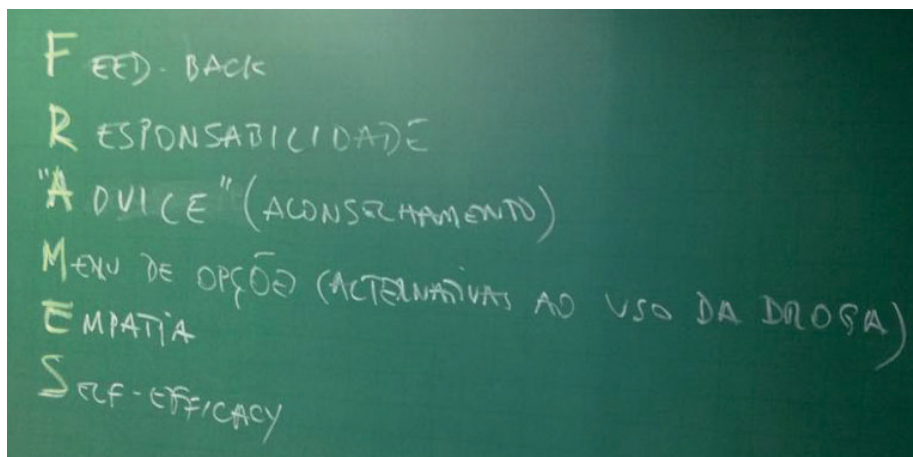 FEED-BACK
RESPONSABILIDADE
"ADVICE" (ACONSELHAMENTO)
MENU DE OPÇÕES (ALTERNATIVAS AO USO DA DROGA)
EMPATIA
SELF-EFFICACY